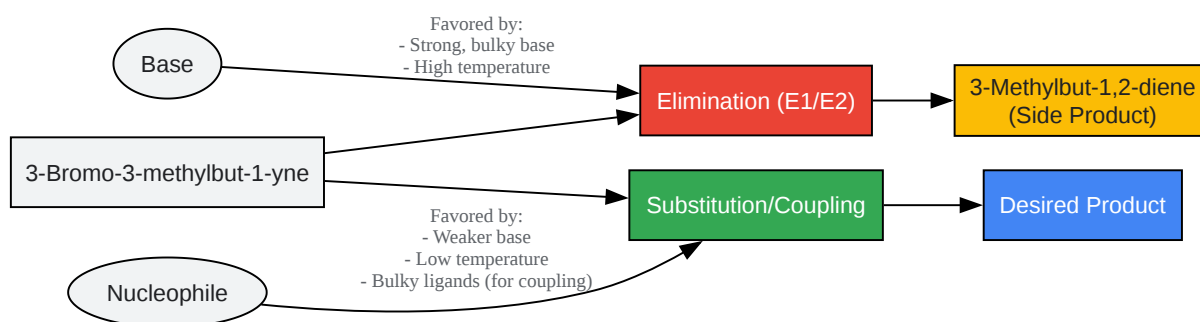 Favored by:
- Strong, bulky base
- High temperature
Base
Elimination (E1/E2)
3-Methylbut-1,2-diene
(Side Product)
3-Bromo-3-methylbut-1-yne
Substitution/Coupling
Desired Product
Favored by:
- Weaker base
- Low temperature
- Bulky ligands (for coupling)
Nucleophile